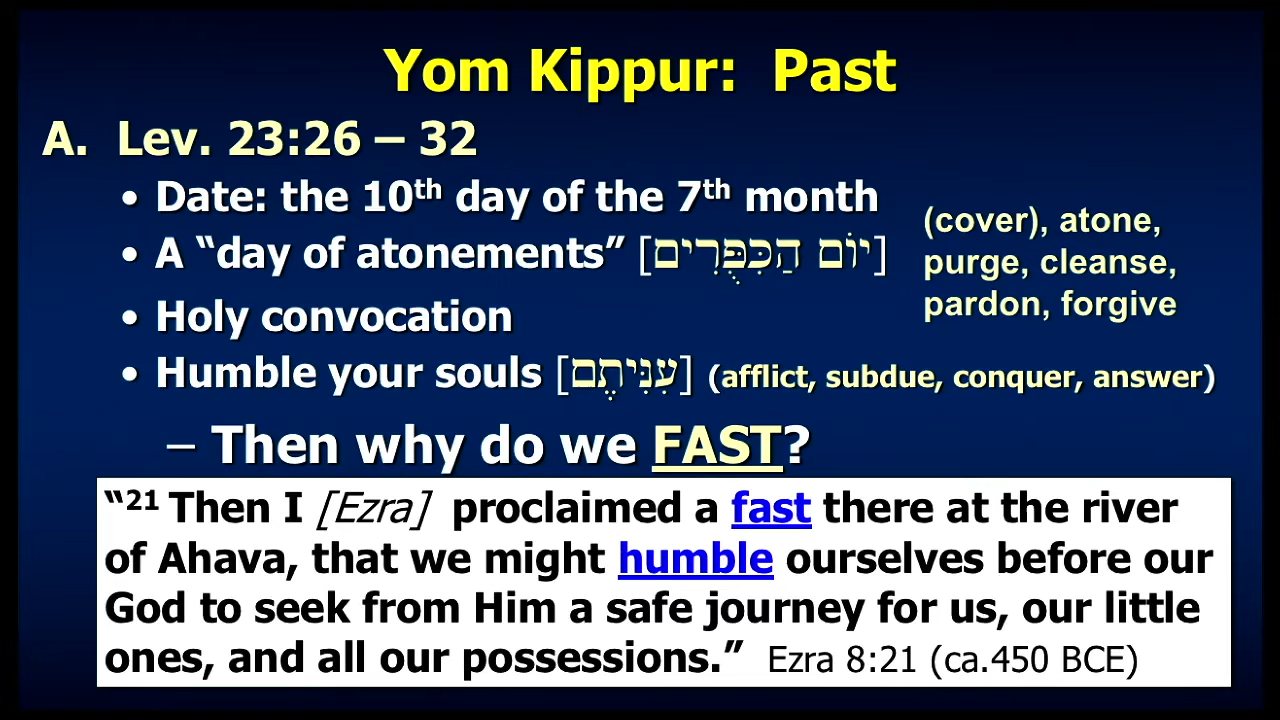 Yom Kippur: Past
A. Lev. 23:26 – 32
• Date: the 10th day of the 7th month
• A “day of atonements” [יוֹם הַכִּפֻּרִים]
(cover), atone,
purge, cleanse,
pardon, forgive
• Holy convocation
• Humble your souls [עִנִּיתֶם] (afflict, subdue, conquer, answer)
– Then why do we FAST?
“21 Then I [Ezra] proclaimed a fast there at the river
of Ahava, that we might humble ourselves before our
God to seek from Him a safe journey for us, our little
ones, and all our possessions.” Ezra 8:21 (ca.450 BCE)